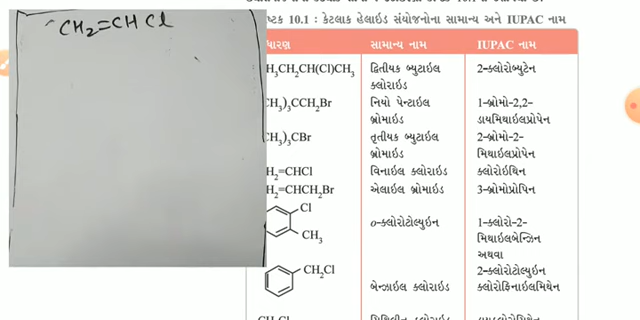 CH₂=CHCl
ષ્ટક 10.1 : કેટલાક હેલાઇડ સંયોજનોના સામાન્ય અને IUPAC નામ
ધારણ સામાન્ય નામ IUPAC નામ
H₃CH₂CH(Cl)CH₃ દ્વિતીયક બ્યુટાઇલ 2-ક્લોરોબ્યુટેન
ક્લોરાઇડ
CH₃)₃CCH₂Br નિયો પેન્ટાઇલ 1-બ્રોમો-2,2-
બ્રોમાઇડ ડાયમિથાઇલપ્રોપેન
CH₃)₃CBr તૃતીયક બ્યુટાઇલ 2-બ્રોમો-2-
બ્રોમાઇડ મિથાઇલપ્રોપેન
H₂=CHCl વિનાઇલ ક્લોરાઇડ ક્લોરોઇથિન
H₂=CHCH₂Br એલાઇલ બ્રોમાઇડ 3-બ્રોમોપ્રોપિન
Cl o-ક્લોરોટોલ્યુઇન 1-ક્લોરો-2-
CH₃ મિથાઇલબેન્ઝિન
અથવા
CH₂Cl 2-ક્લોરોટોલ્યુઇન
બેન્ઝાઇલ ક્લોરાઇડ ક્લોરોફિનાઇલમિથેન